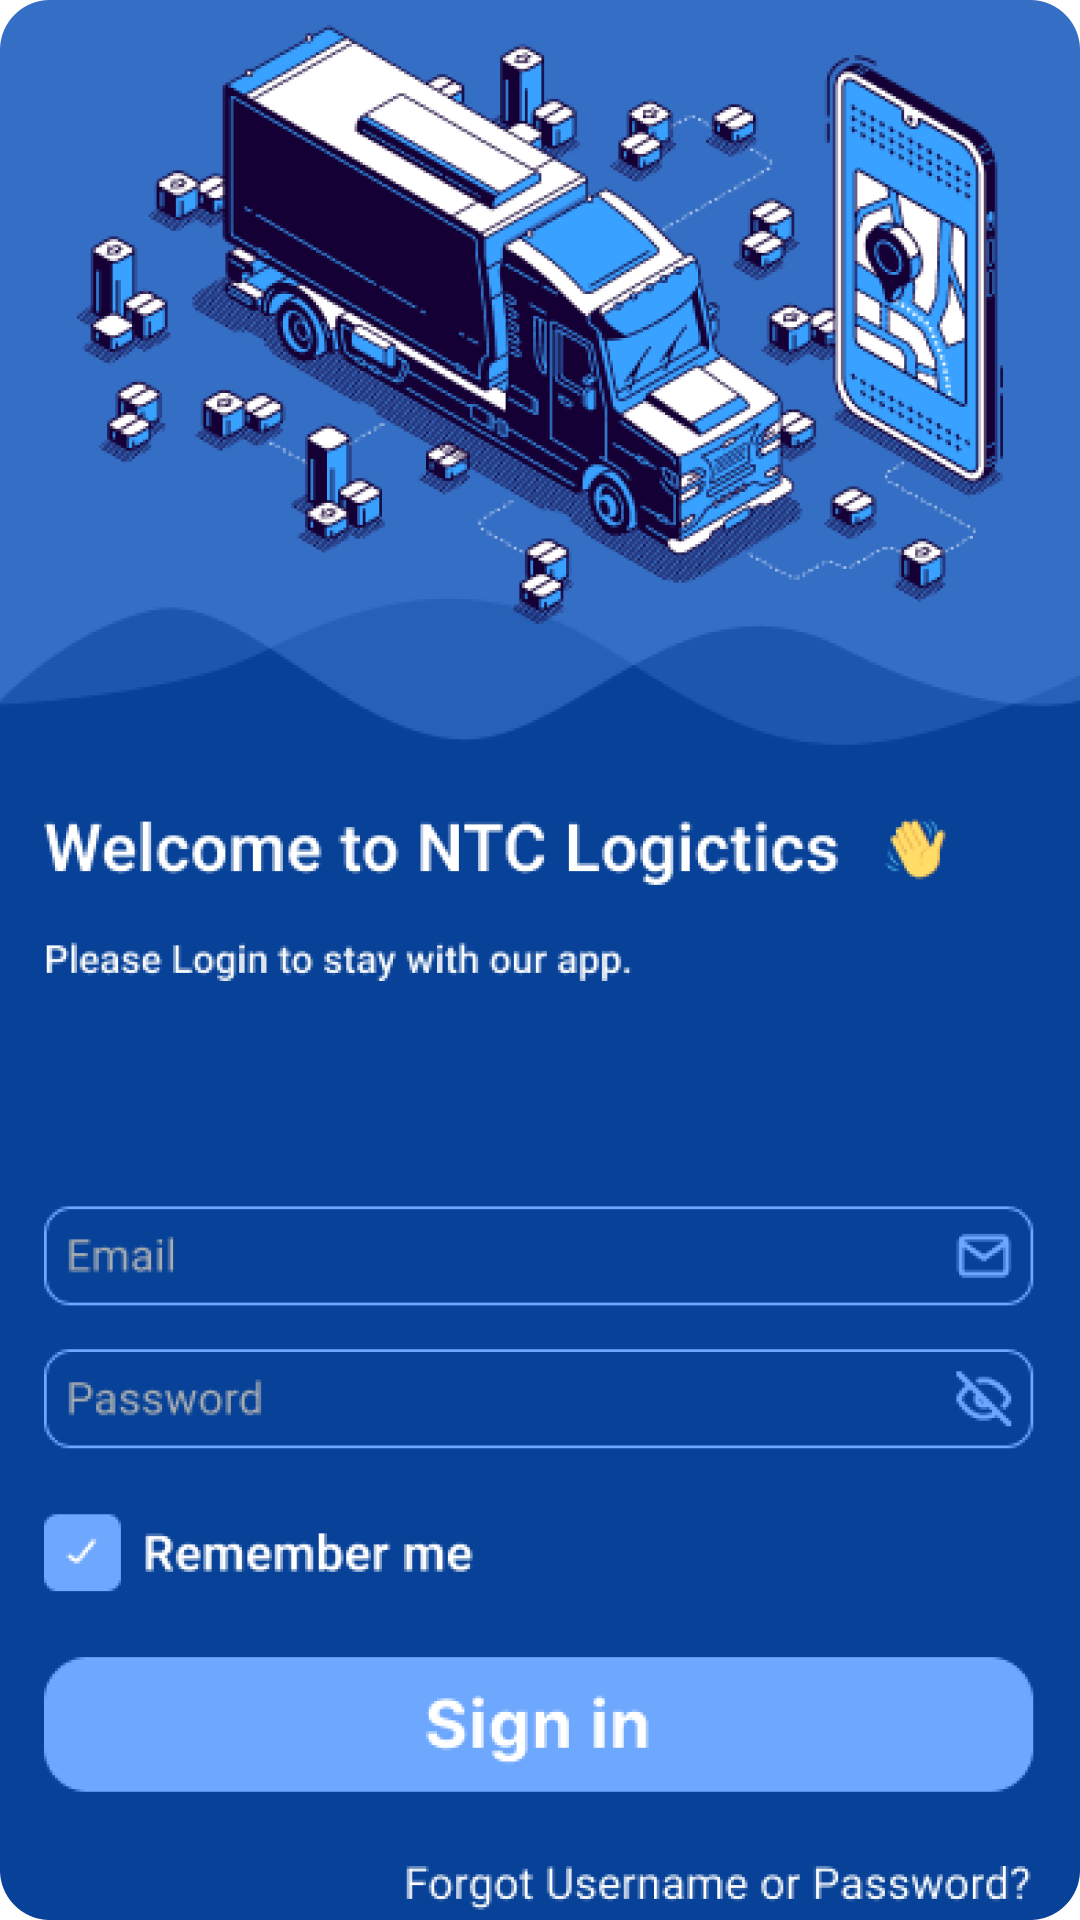 Welcome to NTC Logictics 👋
Please Login to stay with our app.
Email
Password
Remember me
Sign in
Forgot Username or Password?